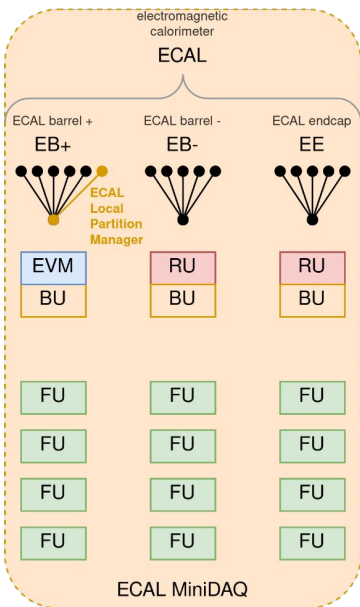 electromagnetic
calorimeter
ECAL
ECAL barrel +
ECAL barrel -
ECAL endcap
EB+
EB-
EE
ECAL
Local
Partition
Manager
EVM
RU
RU
BU
BU
BU
FU
FU
FU
FU
FU
FU
FU
FU
FU
FU
FU
FU
ECAL MiniDAQ